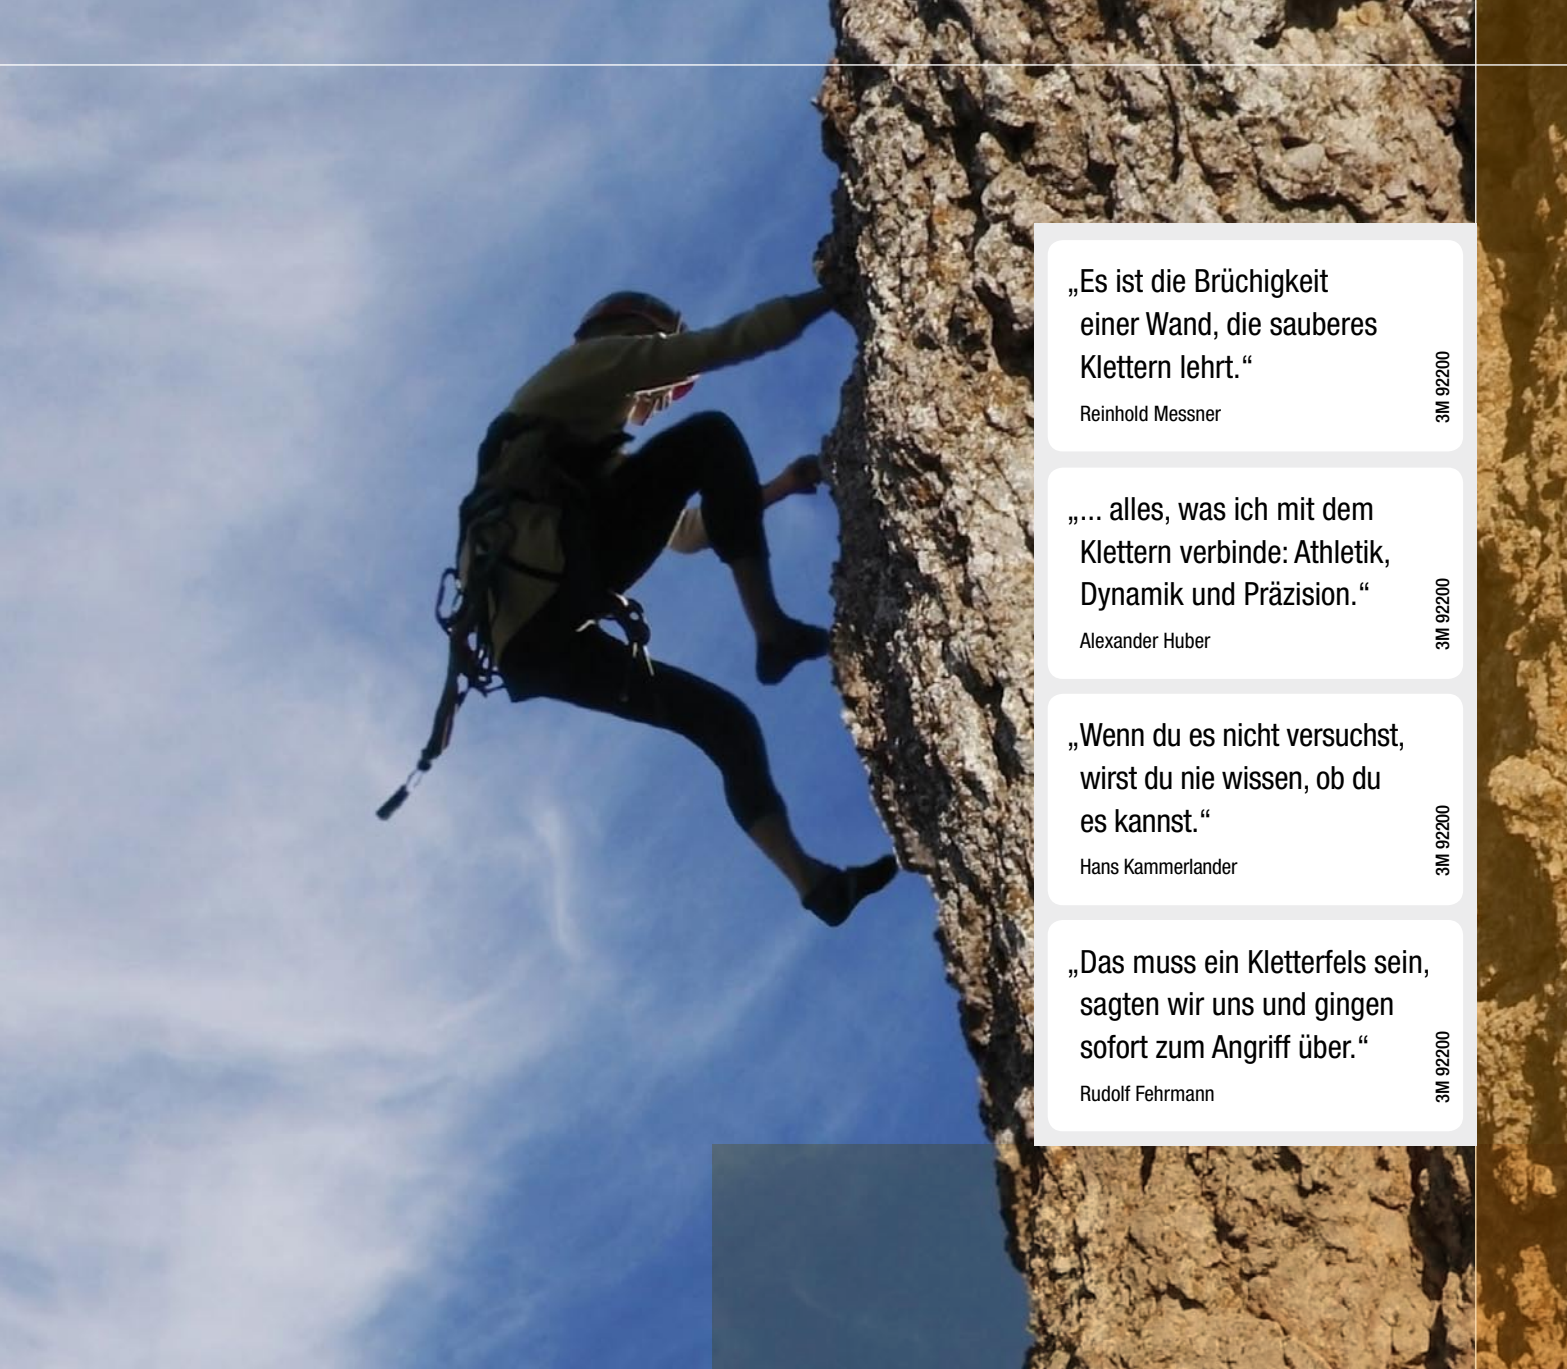 „Es ist die Brüchigkeit
einer Wand, die sauberes
Klettern lehrt.“
Reinhold Messner
3M 92200
„... alles, was ich mit dem
Klettern verbinde: Athletik,
Dynamik und Präzision.“
Alexander Huber
3M 92200
„Wenn du es nicht versuchst,
wirst du nie wissen, ob du
es kannst.“
Hans Kammerlander
3M 92200
„Das muss ein Kletterfels sein,
sagten wir uns und gingen
sofort zum Angriff über.“
Rudolf Fehrmann
3M 92200